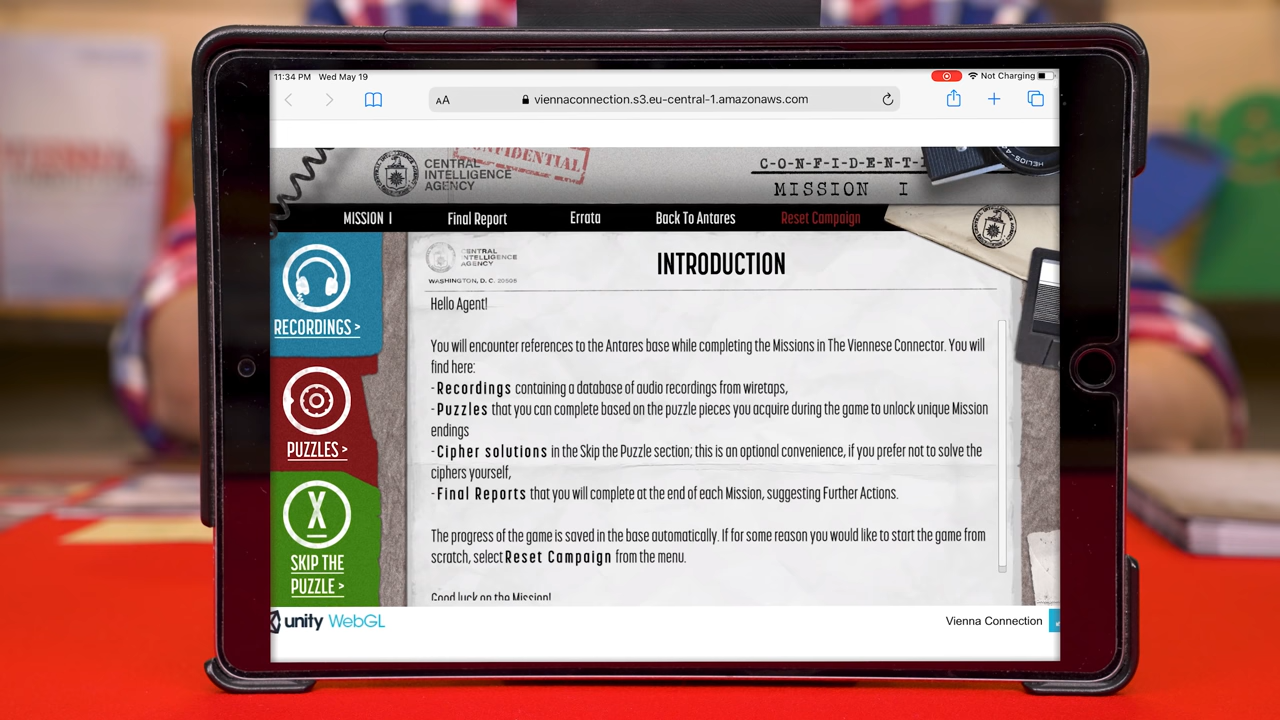 11:34 PM Wed May 19
Not Charging
AA
viennaconnection.s3.eu-central-1.amazonaws.com
CENTRAL
INTELLIGENCE
AGENCY
CONFIDENTIAL
C-O-N-F-I-D-E-N-T-I
MISSION I
HELIOS-4
MISSION I
Final Report
Errata
Back To Antares
Reset Campaign
RECORDINGS >
PUZZLES >
X
SKIP THE
PUZZLE >
CENTRAL
INTELLIGENCE
AGENCY
WASHINGTON, D. C. 20505
INTRODUCTION
Hello Agent!
You will encounter references to the Antares base while completing the Missions in The Viennese Connector. You will
find here:
- Recordings containing a database of audio recordings from wiretaps,
- Puzzles that you can complete based on the puzzle pieces you acquire during the game to unlock unique Mission
endings
- Cipher solutions in the Skip the Puzzle section; this is an optional convenience, if you prefer not to solve the
ciphers yourself,
- Final Reports that you will complete at the end of each Mission, suggesting Further Actions.
The progress of the game is saved in the base automatically. If for some reason you would like to start the game from
scratch, select Reset Campaign from the menu.
Good luck on the Mission!
unity WebGL
Vienna Connection